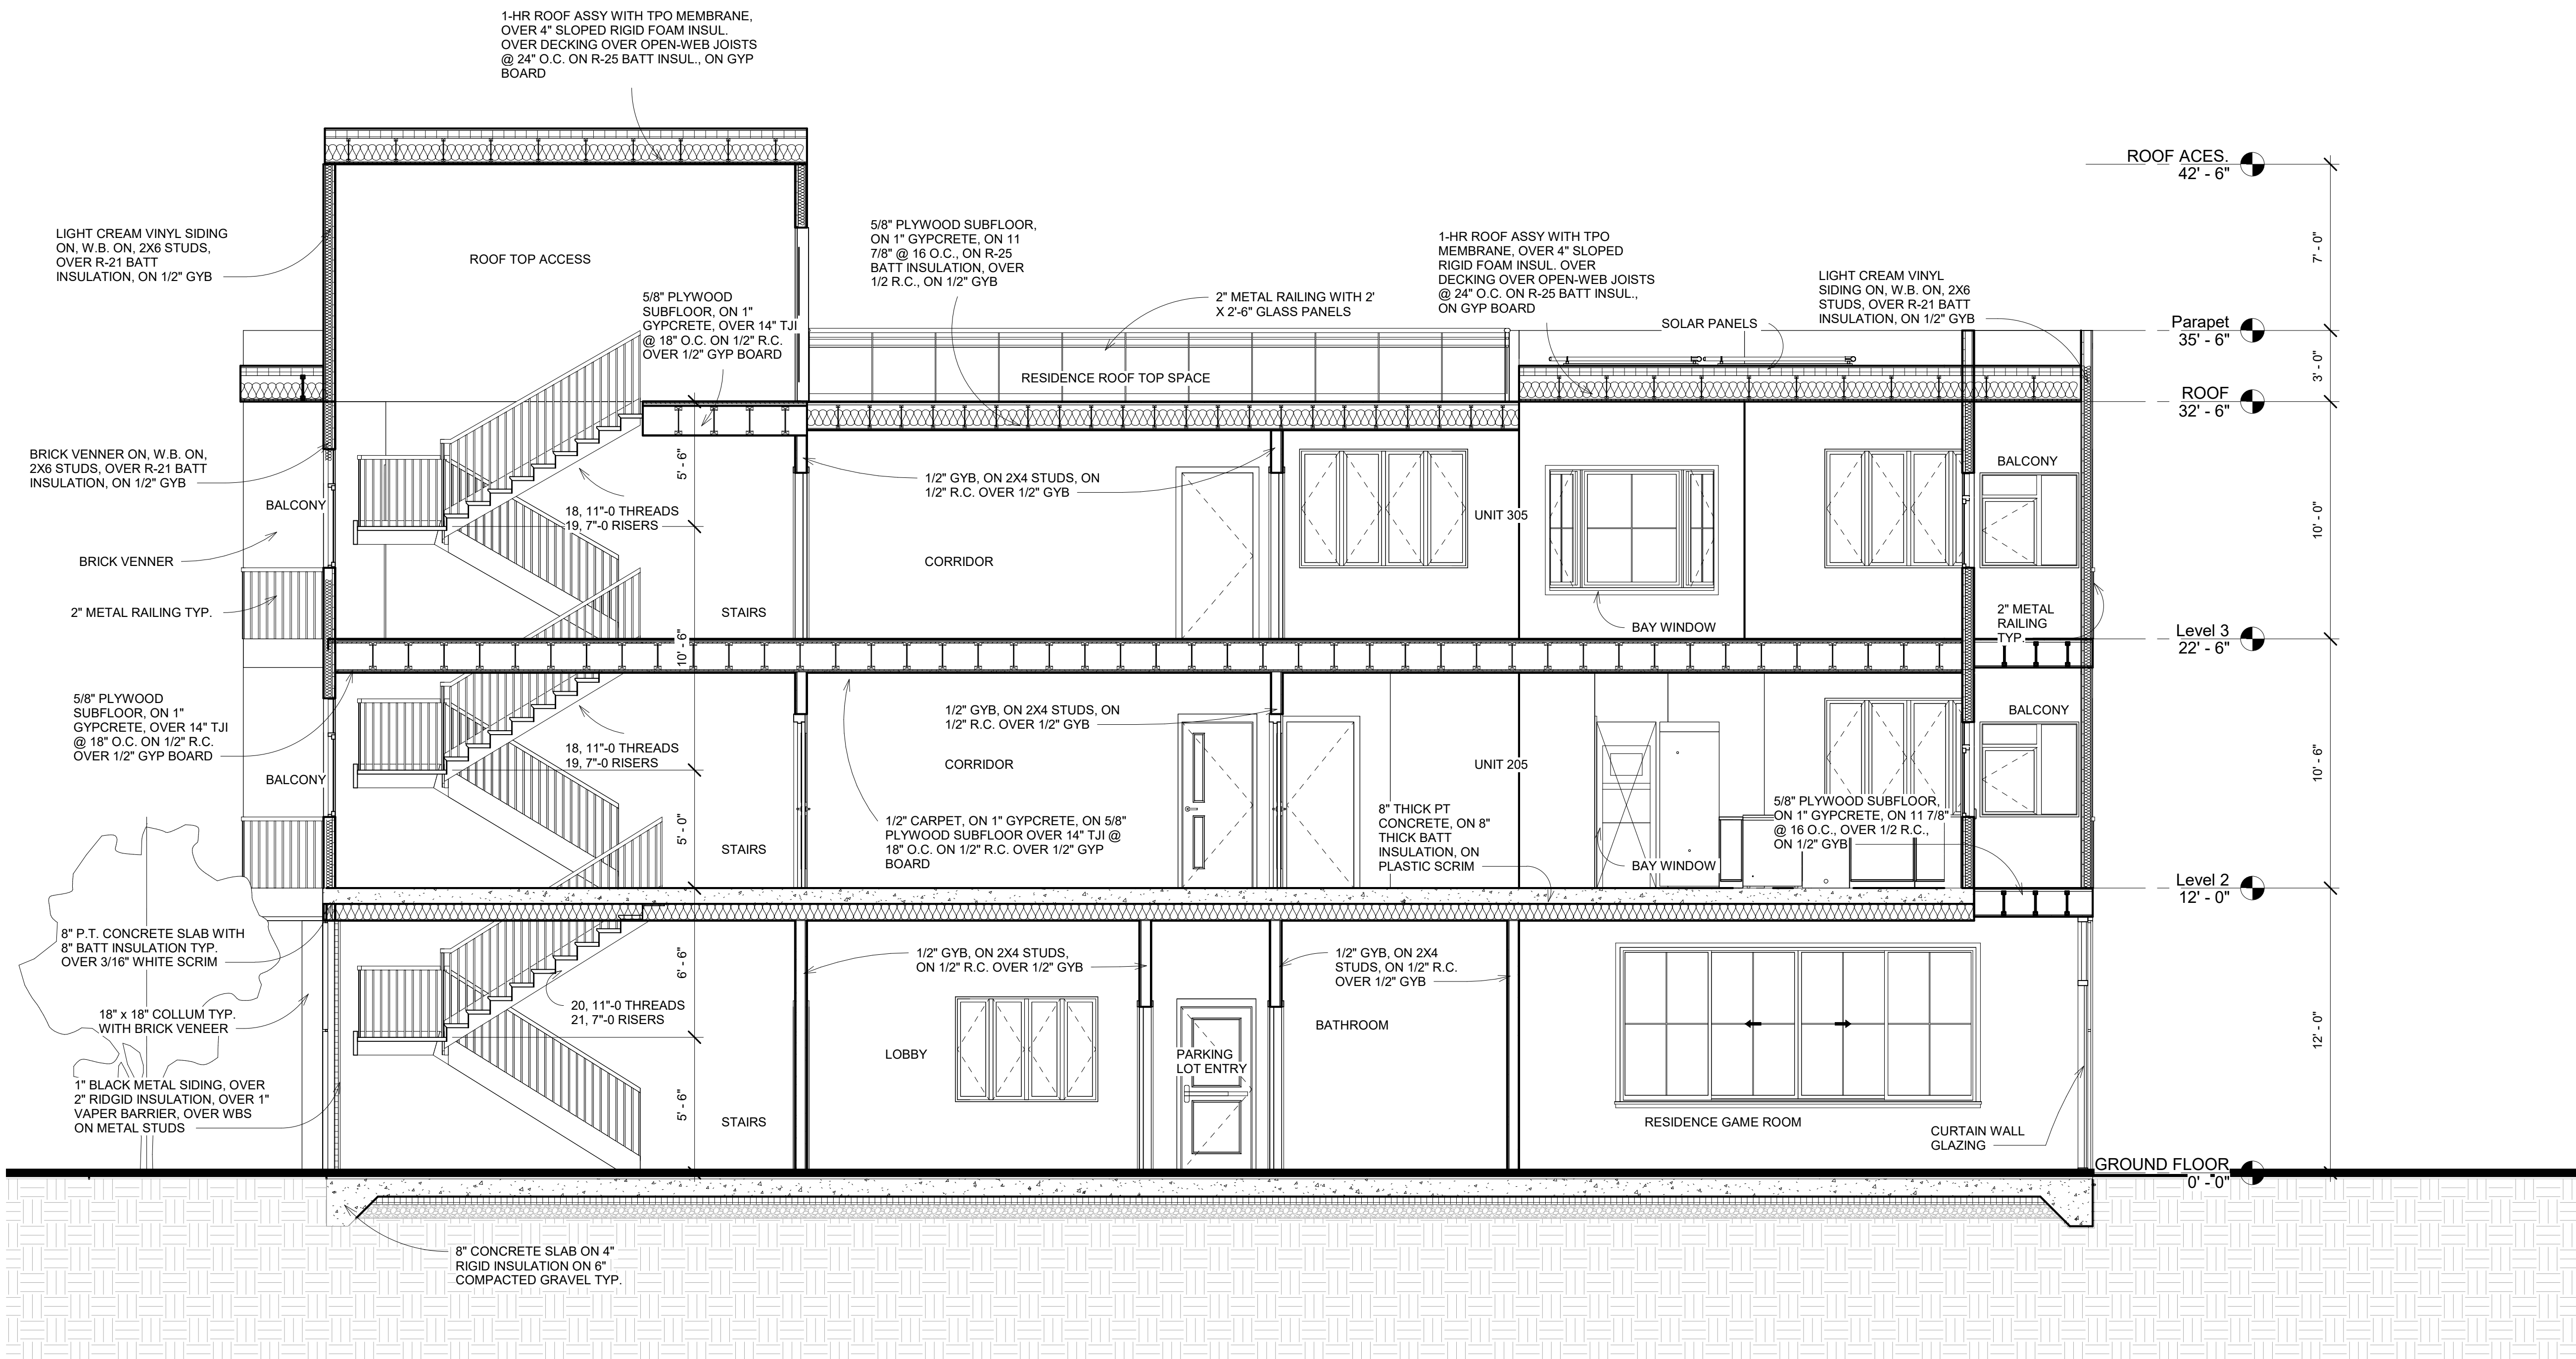 1-HR ROOF ASSY WITH TPO MEMBRANE,
OVER 4" SLOPED RIGID FOAM INSUL.
OVER DECKING OVER OPEN-WEB JOISTS
@ 24" O.C. ON R-25 BATT INSUL., ON GYP
BOARD
ROOF ACES.
42' - 6"
LIGHT CREAM VINYL SIDING
ON, W.B. ON, 2X6 STUDS,
OVER R-21 BATT
INSULATION, ON 1/2" GYB
ROOF TOP ACCESS
5/8" PLYWOOD
SUBFLOOR, ON 1"
GYPCRETE, OVER 14" TJI
@ 18" O.C. ON 1/2" R.C.
OVER 1/2" GYP BOARD
5/8" PLYWOOD SUBFLOOR,
ON 1" GYPCRETE, ON 11
7/8" @ 16 O.C., ON R-25
BATT INSULATION, OVER
1/2 R.C., ON 1/2" GYB
2" METAL RAILING WITH 2'
X 2'-6" GLASS PANELS
1-HR ROOF ASSY WITH TPO
MEMBRANE, OVER 4" SLOPED
RIGID FOAM INSUL. OVER
DECKING OVER OPEN-WEB JOISTS
@ 24" O.C. ON R-25 BATT INSUL.,
ON GYP BOARD
SOLAR PANELS
LIGHT CREAM VINYL
SIDING ON, W.B. ON, 2X6
STUDS, OVER R-21 BATT
INSULATION, ON 1/2" GYB
7' - 0"
Parapet
35' - 6"
3' - 0"
RESIDENCE ROOF TOP SPACE
ROOF
32' - 6"
BRICK VENNER ON, W.B. ON,
2X6 STUDS, OVER R-21 BATT
INSULATION, ON 1/2" GYB
BALCONY
5' - 6"
18, 11"-0 THREADS
19, 7"-0 RISERS
1/2" GYB, ON 2X4 STUDS, ON
1/2" R.C. OVER 1/2" GYB
UNIT 305
BALCONY
10' - 0"
BRICK VENNER
CORRIDOR
2" METAL RAILING TYP.
STAIRS
BAY WINDOW
2" METAL
RAILING
TYP.
Level 3
22' - 6"
10' - 6"
5/8" PLYWOOD
SUBFLOOR, ON 1"
GYPCRETE, OVER 14" TJI
@ 18" O.C. ON 1/2" R.C.
OVER 1/2" GYP BOARD
BALCONY
18, 11"-0 THREADS
19, 7"-0 RISERS
1/2" GYB, ON 2X4 STUDS, ON
1/2" R.C. OVER 1/2" GYB
CORRIDOR
UNIT 205
BALCONY
10' - 6"
5' - 0"
STAIRS
1/2" CARPET, ON 1" GYPCRETE, ON 5/8"
PLYWOOD SUBFLOOR OVER 14" TJI @
18" O.C. ON 1/2" R.C. OVER 1/2" GYP
BOARD
8" THICK PT
CONCRETE, ON 8"
THICK BATT
INSULATION, ON
PLASTIC SCRIM
BAY WINDOW
5/8" PLYWOOD SUBFLOOR,
ON 1" GYPCRETE, ON 11 7/8"
@ 16 O.C., OVER 1/2 R.C.,
ON 1/2" GYB
Level 2
12' - 0"
8" P.T. CONCRETE SLAB WITH
8" BATT INSULATION TYP.
OVER 3/16" WHITE SCRIM
6' - 6"
1/2" GYB, ON 2X4 STUDS,
ON 1/2" R.C. OVER 1/2" GYB
1/2" GYB, ON 2X4
STUDS, ON 1/2" R.C.
OVER 1/2" GYB
18" x 18" COLLUM TYP.
WITH BRICK VENEER
20, 11"-0 THREADS
21, 7"-0 RISERS
BATHROOM
12' - 0"
LOBBY
PARKING
LOT ENTRY
1" BLACK METAL SIDING, OVER
2" RIDGID INSULATION, OVER 1"
VAPER BARRIER, OVER WBS
ON METAL STUDS
5' - 6"
STAIRS
RESIDENCE GAME ROOM
CURTAIN WALL
GLAZING
GROUND FLOOR
0' - 0"
8" CONCRETE SLAB ON 4"
RIGID INSULATION ON 6"
COMPACTED GRAVEL TYP.